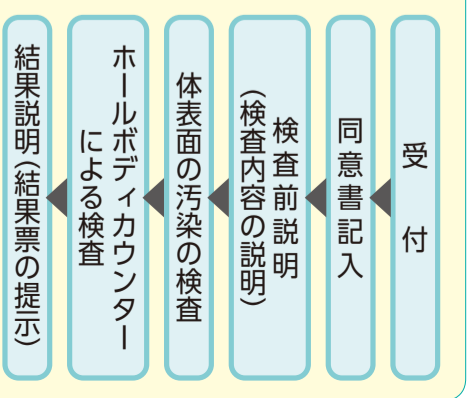 受付
同意書記入
検査前説明
(検査内容の説明)
体表面の汚染の検査
ホールボディカウンター
による検査
結果説明(結果票の提示)